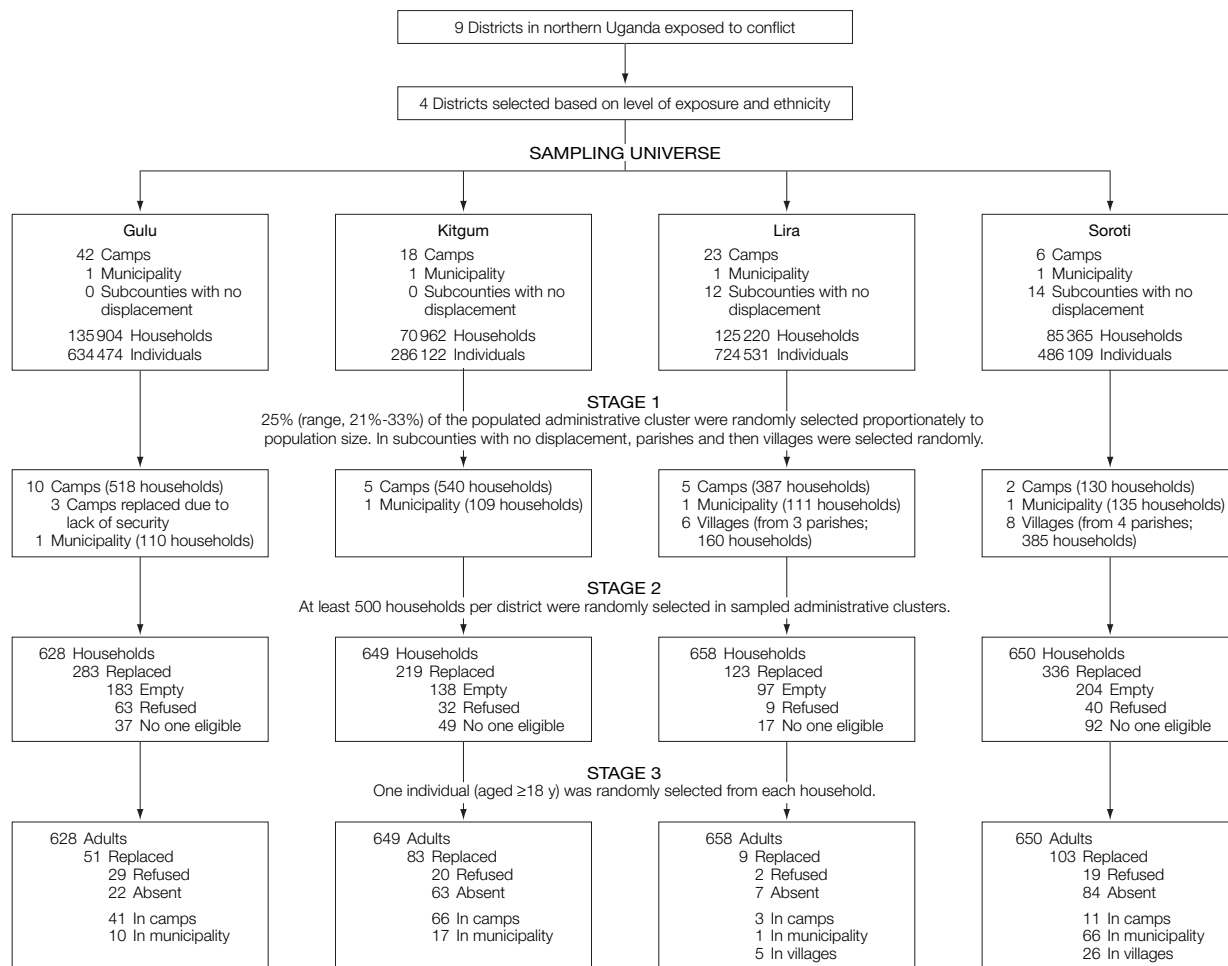 9 Districts in northern Uganda exposed to conflict
4 Districts selected based on level of exposure and ethnicity
SAMPLING UNIVERSE
Gulu
42 Camps
1 Municipality
0 Subcounties with no
displacement
135 904 Households
634 474 Individuals
Kitgum
18 Camps
1 Municipality
0 Subcounties with no
displacement
70 962 Households
286 122 Individuals
Lira
23 Camps
1 Municipality
12 Subcounties with no
displacement
125 220 Households
724 531 Individuals
Soroti
6 Camps
1 Municipality
14 Subcounties with no
displacement
85 365 Households
486 109 Individuals
STAGE 1
25% (range, 21%-33%) of the populated administrative cluster were randomly selected proportionately to
population size. In subcounties with no displacement, parishes and then villages were selected randomly.
10 Camps (518 households)
3 Camps replaced due to
lack of security
1 Municipality (110 households)
5 Camps (540 households)
1 Municipality (109 households)
5 Camps (387 households)
1 Municipality (111 households)
6 Villages (from 3 parishes;
160 households)
2 Camps (130 households)
1 Municipality (135 households)
8 Villages (from 4 parishes;
385 households)
STAGE 2
At least 500 households per district were randomly selected in sampled administrative clusters.
628 Households
283 Replaced
183 Empty
63 Refused
37 No one eligible
649 Households
219 Replaced
138 Empty
32 Refused
49 No one eligible
658 Households
123 Replaced
97 Empty
9 Refused
17 No one eligible
650 Households
336 Replaced
204 Empty
40 Refused
92 No one eligible
STAGE 3
One individual (aged ≥18 y) was randomly selected from each household.
628 Adults
51 Replaced
29 Refused
22 Absent
41 In camps
10 In municipality
649 Adults
83 Replaced
20 Refused
63 Absent
66 In camps
17 In municipality
658 Adults
9 Replaced
2 Refused
7 Absent
3 In camps
1 In municipality
5 In villages
650 Adults
103 Replaced
19 Refused
84 Absent
11 In camps
66 In municipality
26 In villages